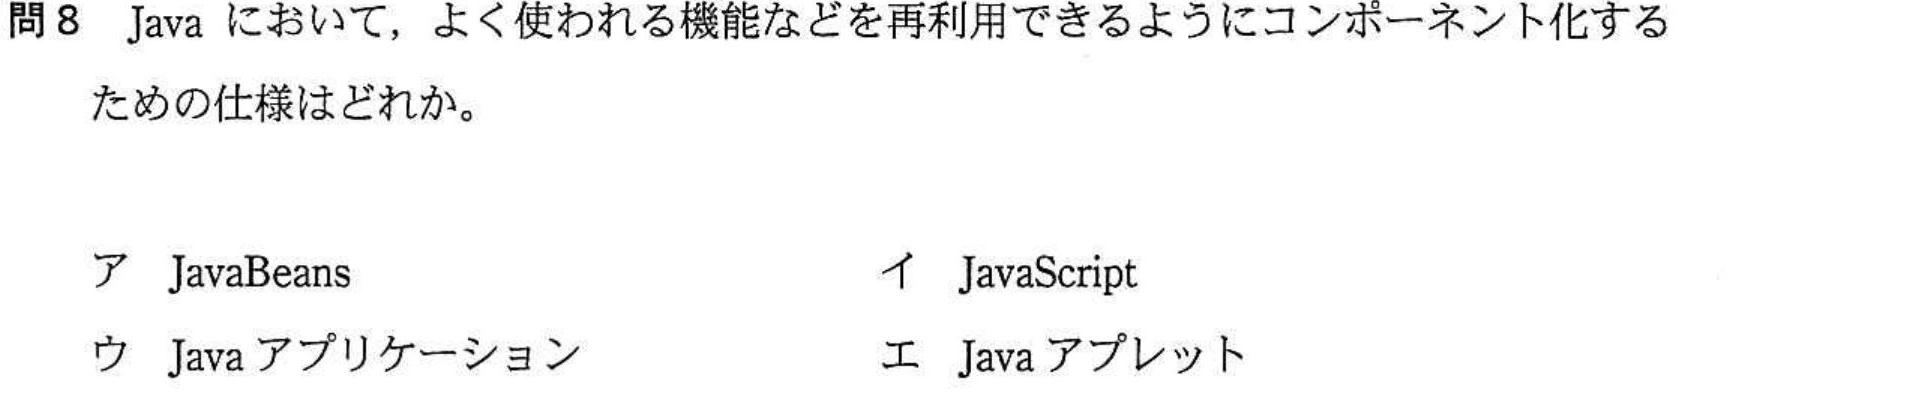 問8　Java において，よく使われる機能などを再利用できるようにコンポーネント化する
ための仕様はどれか。
ア　JavaBeans　イ　JavaScript
ウ　Java アプリケーション　エ　Java アプレット